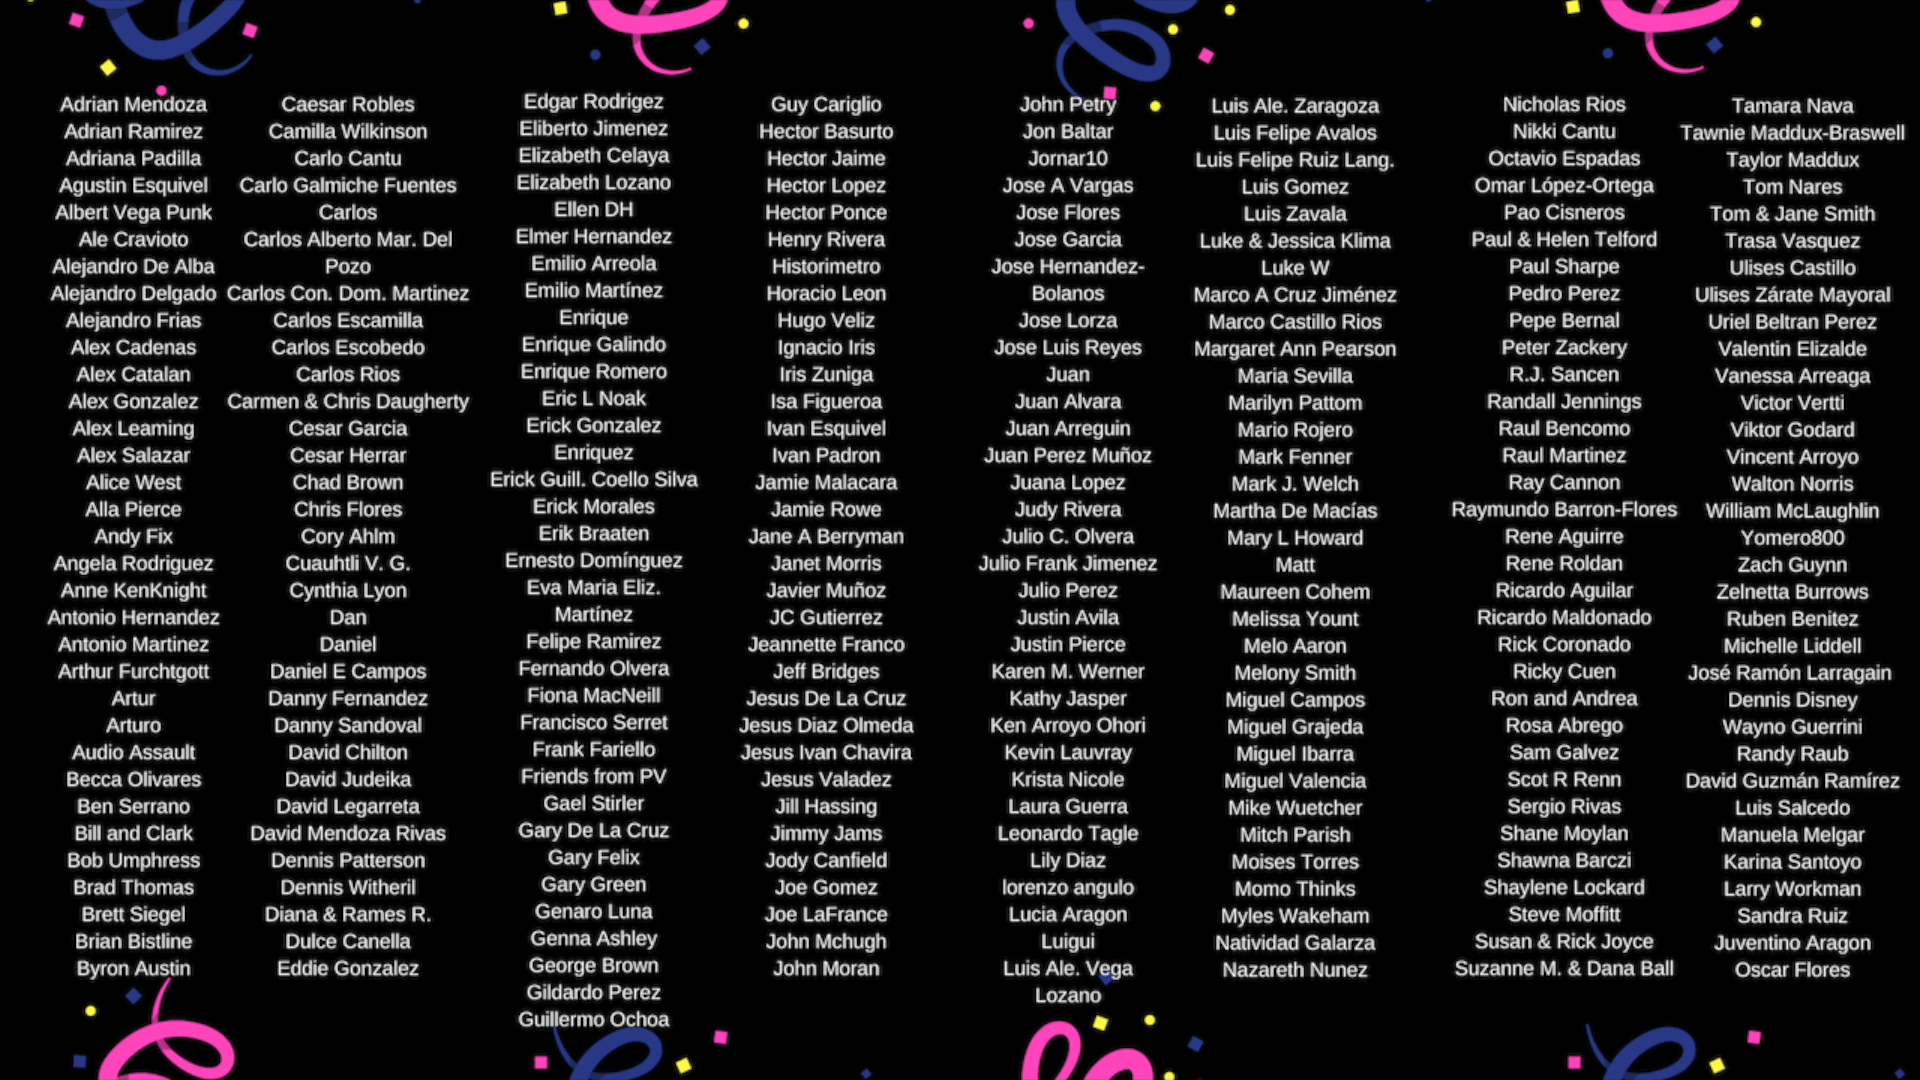 Adrian Mendoza
Adrian Ramirez
Adriana Padilla
Agustin Esquivel
Albert Vega Punk
Ale Cravioto
Alejandro De Alba
Alejandro Delgado
Alejandro Frias
Alex Cadenas
Alex Catalan
Alex Gonzalez
Alex Leaming
Alex Salazar
Alice West
Alla Pierce
Andy Fix
Angela Rodriguez
Anne KenKnight
Antonio Hernandez
Antonio Martinez
Arthur Furchtgott
Artur
Arturo
Audio Assault
Becca Olivares
Ben Serrano
Bill and Clark
Bob Umphress
Brad Thomas
Brett Siegel
Brian Bistline
Byron Austin
Caesar Robles
Camilla Wilkinson
Carlo Cantu
Carlo Galmiche Fuentes
Carlos
Carlos Alberto Mar. Del
Pozo
Carlos Con. Dom. Martinez
Carlos Escamilla
Carlos Escobedo
Carlos Rios
Carmen & Chris Daugherty
Cesar Garcia
Cesar Herrar
Chad Brown
Chris Flores
Cory Ahlm
Cuauhtli V. G.
Cynthia Lyon
Dan
Daniel
Daniel E Campos
Danny Fernandez
Danny Sandoval
David Chilton
David Judeika
David Legarreta
David Mendoza Rivas
Dennis Patterson
Dennis Witheril
Diana & Rames R.
Dulce Canella
Eddie Gonzalez
Edgar Rodrigez
Eliberto Jimenez
Elizabeth Celaya
Elizabeth Lozano
Ellen DH
Elmer Hernandez
Emilio Arreola
Emilio Martínez
Enrique
Enrique Galindo
Enrique Romero
Eric L Noak
Erick Gonzalez
Enriquez
Erick Guill. Coello Silva
Erick Morales
Erik Braaten
Ernesto Domínguez
Eva Maria Eliz.
Martínez
Felipe Ramirez
Fernando Olvera
Fiona MacNeill
Francisco Serret
Frank Fariello
Friends from PV
Gael Stirler
Gary De La Cruz
Gary Felix
Gary Green
Genaro Luna
Genna Ashley
George Brown
Gildardo Perez
Guillermo Ochoa
Guy Cariglio
Hector Basurto
Hector Jaime
Hector Lopez
Hector Ponce
Henry Rivera
Historimetro
Horacio Leon
Hugo Veliz
Ignacio Iris
Iris Zuniga
Isa Figueroa
Ivan Esquivel
Ivan Padron
Jamie Malacara
Jamie Rowe
Jane A Berryman
Janet Morris
Javier Muñoz
JC Gutierrez
Jeannette Franco
Jeff Bridges
Jesus De La Cruz
Jesus Diaz Olmeda
Jesus Ivan Chavira
Jesus Valadez
Jill Hassing
Jimmy Jams
Jody Canfield
Joe Gomez
Joe LaFrance
John Mchugh
John Moran
John Petry
Jon Baltar
Jornar10
Jose A Vargas
Jose Flores
Jose Garcia
Jose Hernandez-
Bolanos
Jose Lorza
Jose Luis Reyes
Juan
Juan Alvara
Juan Arreguin
Juan Perez Muñoz
Juana Lopez
Judy Rivera
Julio C. Olvera
Julio Frank Jimenez
Julio Perez
Justin Avila
Justin Pierce
Karen M. Werner
Kathy Jasper
Ken Arroyo Ohori
Kevin Lauvray
Krista Nicole
Laura Guerra
Leonardo Tagle
Lily Diaz
lorenzo angulo
Lucia Aragon
Luigui
Luis Ale. Vega
Lozano
Luis Ale. Zaragoza
Luis Felipe Avalos
Luis Felipe Ruiz Lang.
Luis Gomez
Luis Zavala
Luke & Jessica Klima
Luke W
Marco A Cruz Jiménez
Marco Castillo Rios
Margaret Ann Pearson
Maria Sevilla
Marilyn Pattom
Mario Rojero
Mark Fenner
Mark J. Welch
Martha De Macías
Mary L Howard
Matt
Maureen Cohem
Melissa Yount
Melo Aaron
Melony Smith
Miguel Campos
Miguel Grajeda
Miguel Ibarra
Miguel Valencia
Mike Wuetcher
Mitch Parish
Moises Torres
Momo Thinks
Myles Wakeham
Natividad Galarza
Nazareth Nunez
Nicholas Rios
Nikki Cantu
Octavio Espadas
Omar López-Ortega
Pao Cisneros
Paul & Helen Telford
Paul Sharpe
Pedro Perez
Pepe Bernal
Peter Zackery
R.J. Sancen
Randall Jennings
Raul Bencomo
Raul Martinez
Ray Cannon
Raymundo Barron-Flores
Rene Aguirre
Rene Roldan
Ricardo Aguilar
Ricardo Maldonado
Rick Coronado
Ricky Cuen
Ron and Andrea
Rosa Abrego
Sam Galvez
Scot R Renn
Sergio Rivas
Shane Moylan
Shawna Barczi
Shaylene Lockard
Steve Moffitt
Susan & Rick Joyce
Suzanne M. & Dana Ball
Tamara Nava
Tawnie Maddux-Braswell
Taylor Maddux
Tom Nares
Tom & Jane Smith
Trasa Vasquez
Ulises Castillo
Ulises Zárate Mayoral
Uriel Beltran Perez
Valentin Elizalde
Vanessa Arreaga
Victor Vertti
Viktor Godard
Vincent Arroyo
Walton Norris
William McLaughlin
Yomero800
Zach Guynn
Zelnetta Burrows
Ruben Benitez
Michelle Liddell
José Ramón Larragain
Dennis Disney
Wayno Guerrini
Randy Raub
David Guzmán Ramírez
Luis Salcedo
Manuela Melgar
Karina Santoyo
Larry Workman
Sandra Ruiz
Juventino Aragon
Oscar Flores